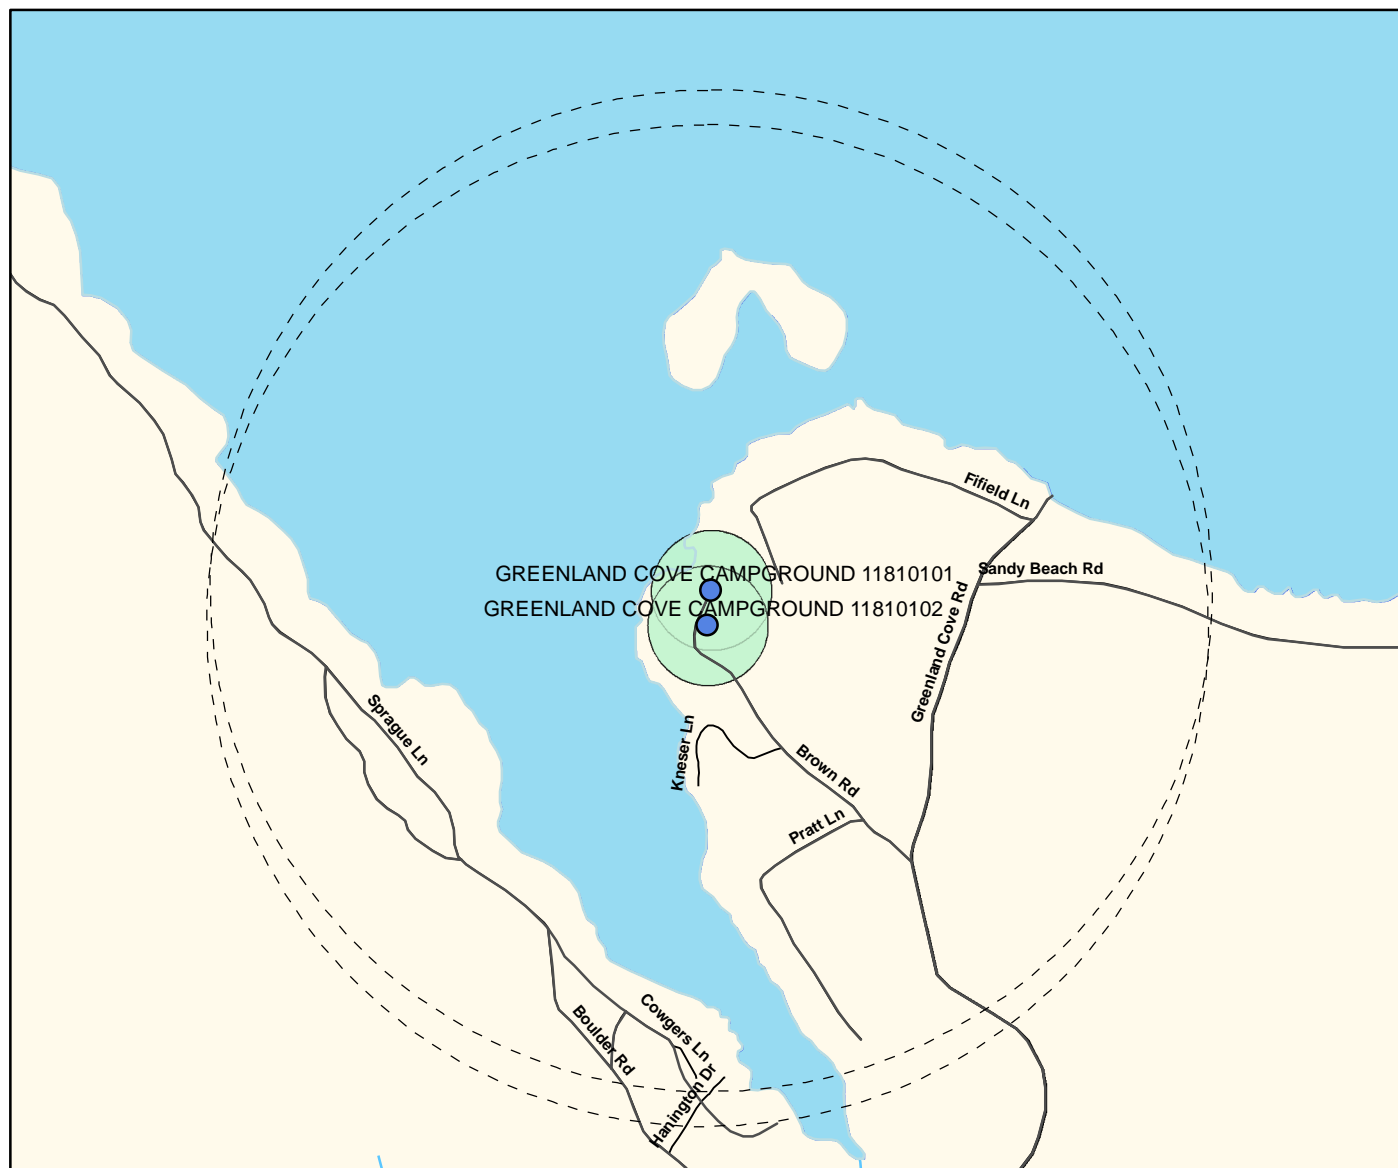 Fifield Ln
Sandy Beach Rd
GREENLAND COVE CAMPGROUND 11810101
GREENLAND COVE CAMPGROUND 11810102
Greenland Cove Rd
Sprague Ln
Kneser Ln
Brown Rd
Pratt Ln
Cowgers Ln
Boulder Rd
Hanington Dr